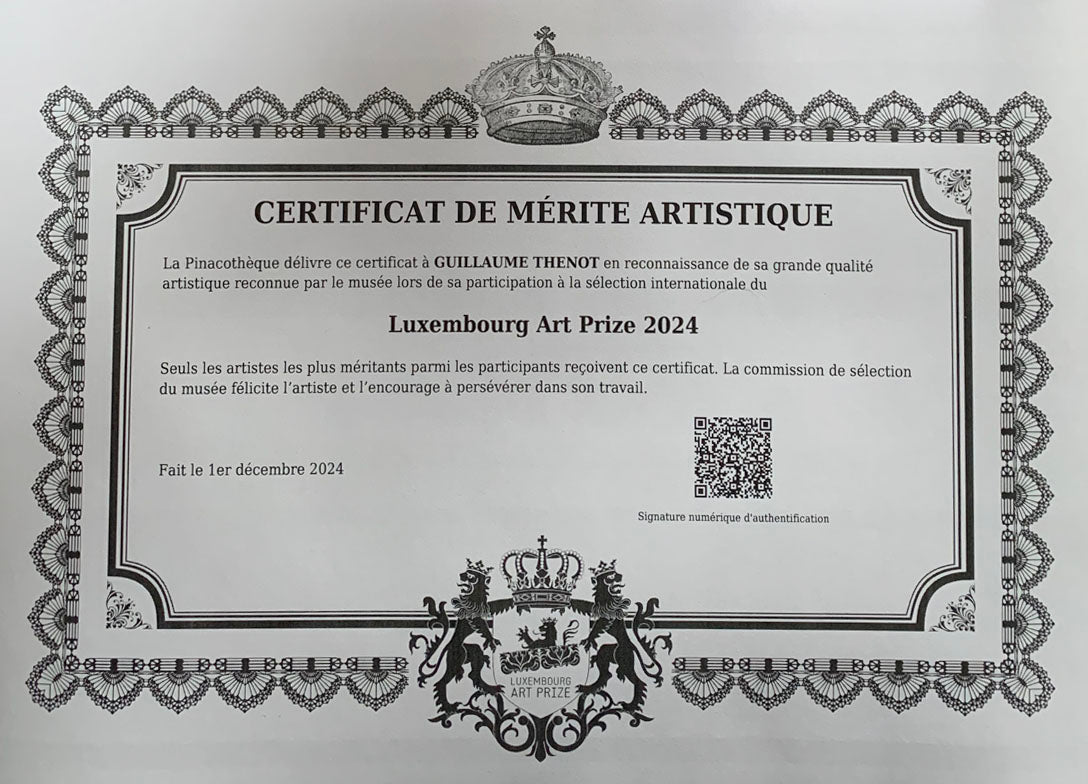 CERTIFICAT DE MÉRITE ARTISTIQUE
La Pinacothèque délivre ce certificat à GUILLAUME THENOT en reconnaissance de sa grande qualité
artistique reconnue par le musée lors de sa participation à la sélection internationale du
Luxembourg Art Prize 2024
Seuls les artistes les plus méritants parmi les participants reçoivent ce certificat. La commission de sélection
du musée félicite l'artiste et l'encourage à persévérer dans son travail.
Fait le 1er décembre 2024
Signature numérique d'authentification
LUXEMBOURG
ART PRIZE